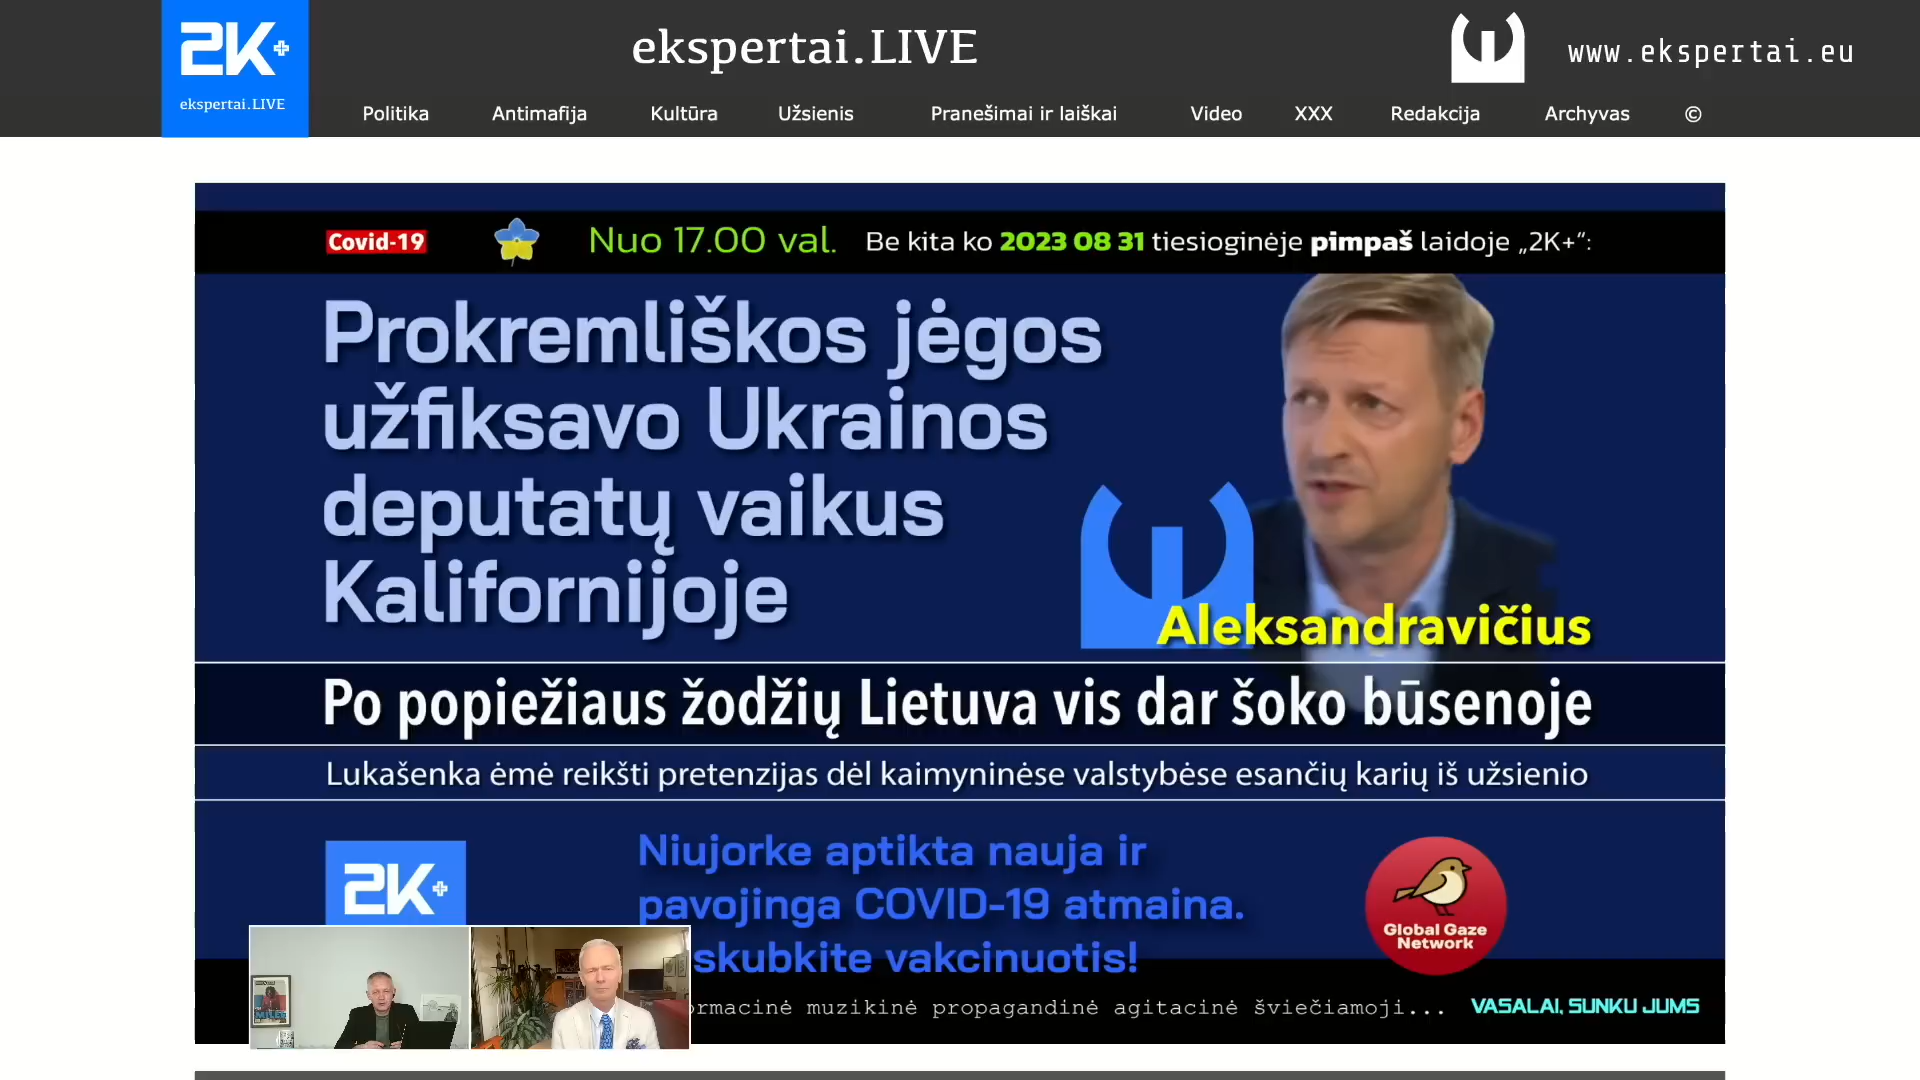 2K+
ekspertai.LIVE
ekspertai.LIVE
www.ekspertai.eu
Politika Antimafija Kultūra Užsienis Pranešimai ir laiškai Video XXX Redakcija Archyvas ©
Covid-19 Nuo 17.00 val. Be kita ko 2023 08 31 tiesioginėje pimpaš laidoje „2K+“:
Prokremliškos jėgos
užfiksavo Ukrainos
deputatų vaikus
Kalifornijoje
Aleksandravičius
Po popiežiaus žodžių Lietuva vis dar šoko būsenoje
Lukašenka ėmė reikšti pretenzijas dėl kaimyninėse valstybėse esančių karių iš užsienio
2K+
Niujorke aptikta nauja ir
pavojinga COVID-19 atmaina.
skubkite vakcinuotis!
Global Gaze
Network
ormacinė muzikinė propagandinė agitacinė šviečiamoji...
VASALAI, SUNKU JUMS